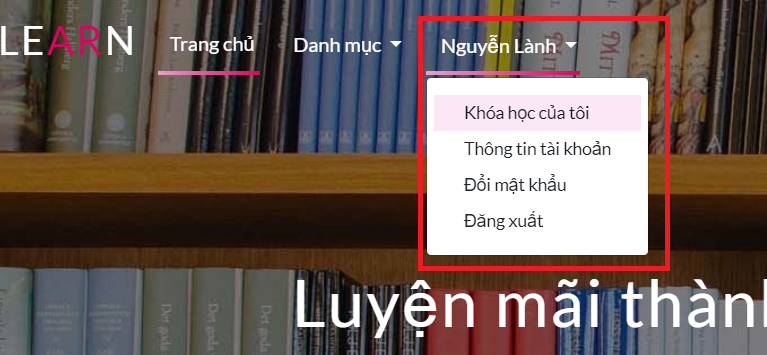 LEARN
Trang chủ
Danh mục
Nguyễn Lành
Khóa học của tôi
Thông tin tài khoản
Đổi mật khẩu
Đăng xuất
Luyện mãi thành